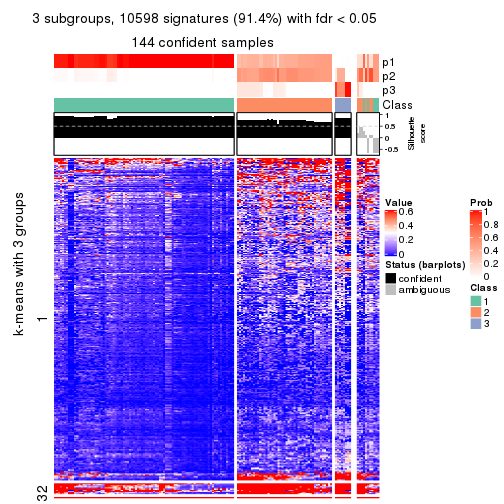 3 subgroups, 10598 signatures (91.4%) with fdr < 0.05
144 confident samples
p1
p2
p3
Class
1
0.5
0
-0.5
Silhouette
score
k-means with 3 groups
1
3
2
Value
0.6
0.4
0.2
0
Status (barplots)
confident
ambiguous
Prob
1
0.8
0.6
0.4
0.2
0
Class
1
2
3